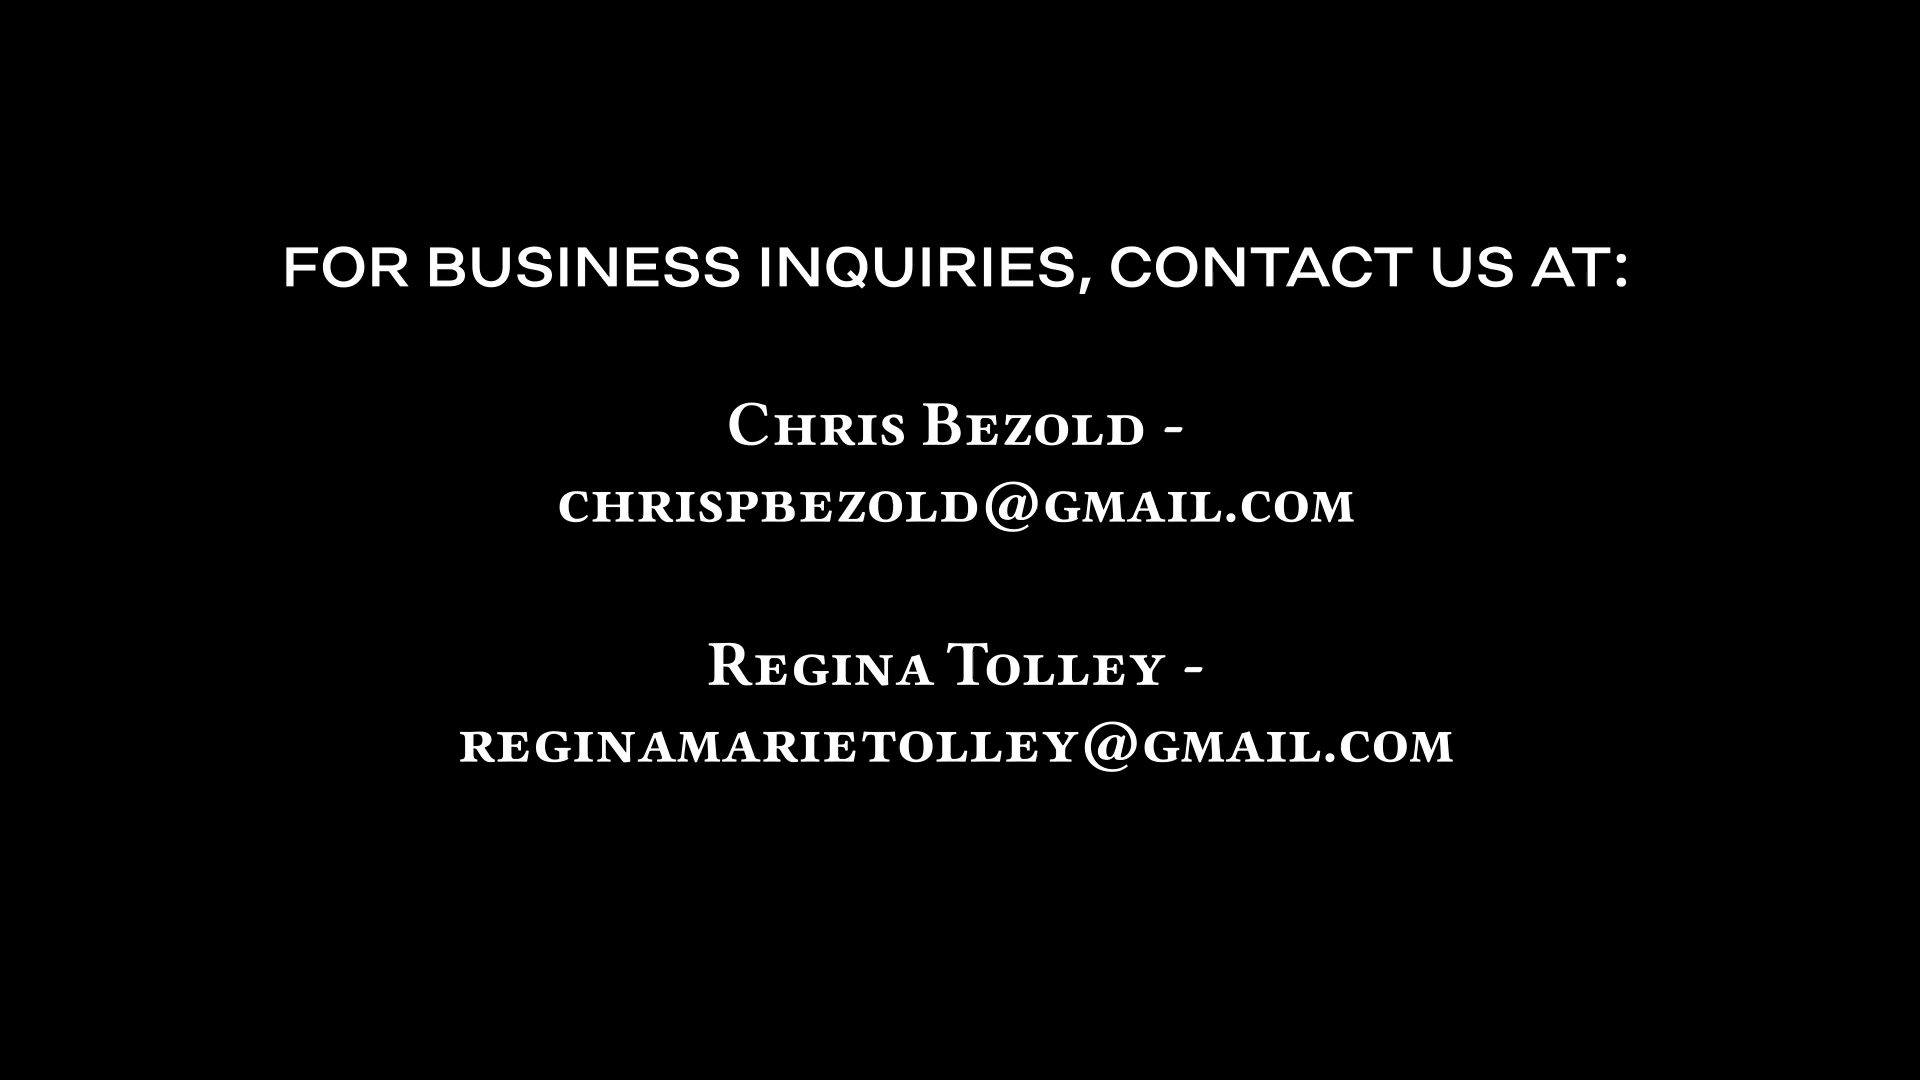 FOR BUSINESS INQUIRIES, CONTACT US AT:
Chris Bezold -
chrispbezold@gmail.com
Regina Tolley -
reginamarietolley@gmail.com